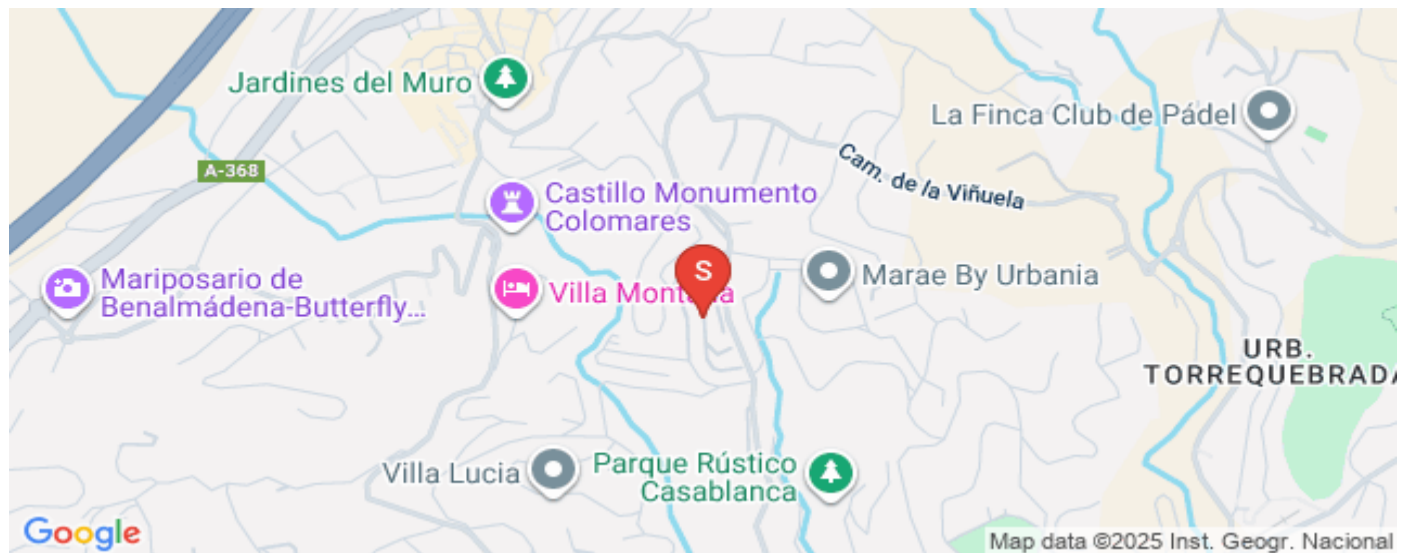 Jardines del Muro
La Finca Club de Pádel
A-368
Cam. de la Viñuela
Castillo Monumento
Colomares
S
Mariposario de
Benalmádena-Butterfly...
Villa Montaña
Marae By Urbania
URB.
TORREQUEBRADA
Villa Lucia
Parque Rústico
Casablanca
Google
Map data ©2025 Inst. Geogr. Nacional